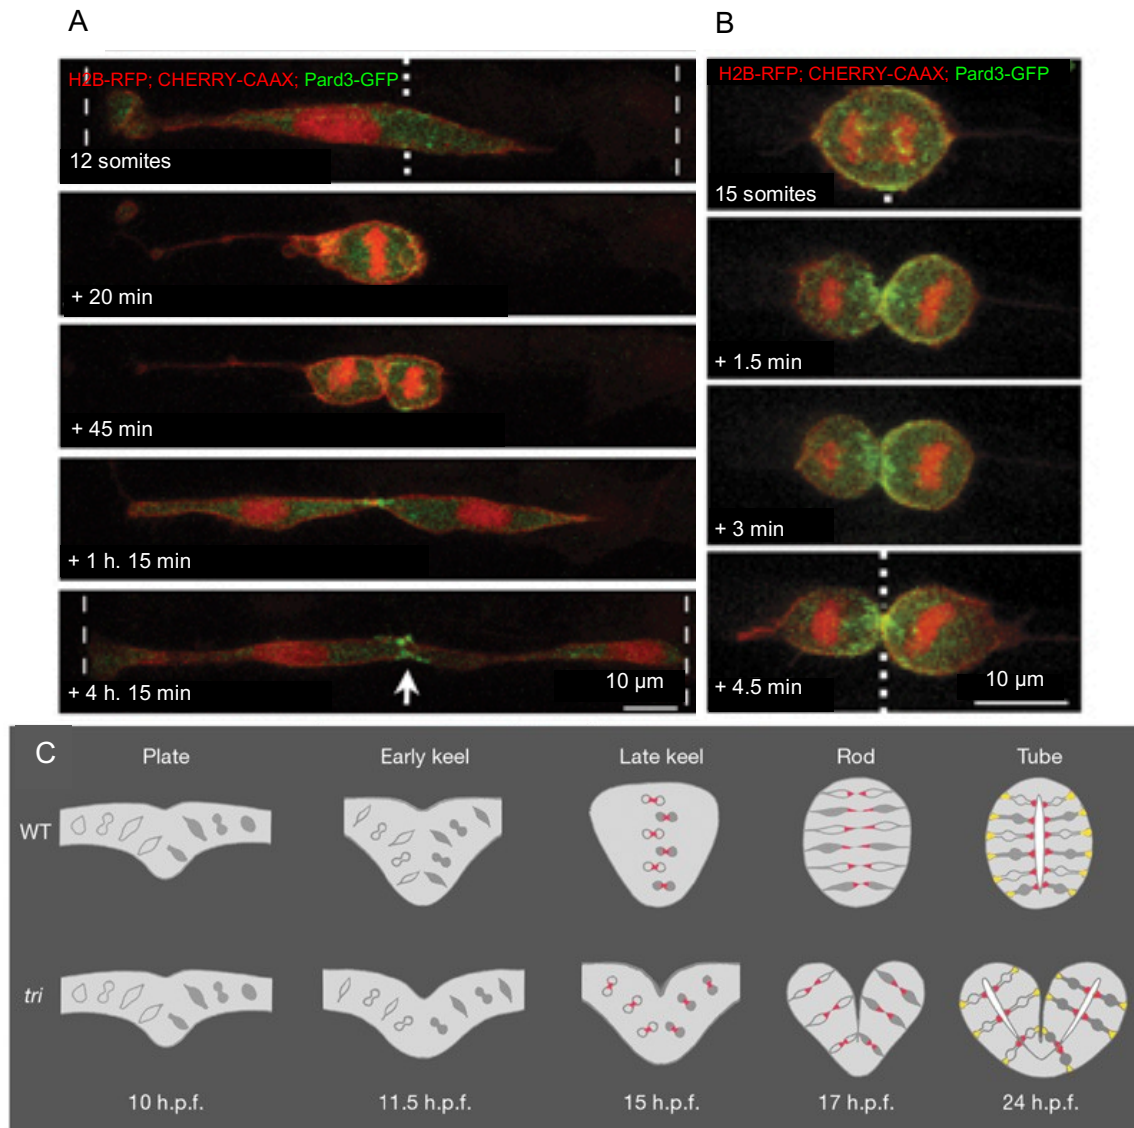 A
H2B-RFP; CHERRY-CAAX; Pard3-GFP
12 somites
+ 20 min
+ 45 min
+ 1 h. 15 min
+ 4 h. 15 min
10 µm
B
H2B-RFP; CHERRY-CAAX; Pard3-GFP
15 somites
+ 1.5 min
+ 3 min
+ 4.5 min
10 µm
C
Plate Early keel Late keel Rod Tube
WT
tri
10 h.p.f. 11.5 h.p.f. 15 h.p.f. 17 h.p.f. 24 h.p.f.